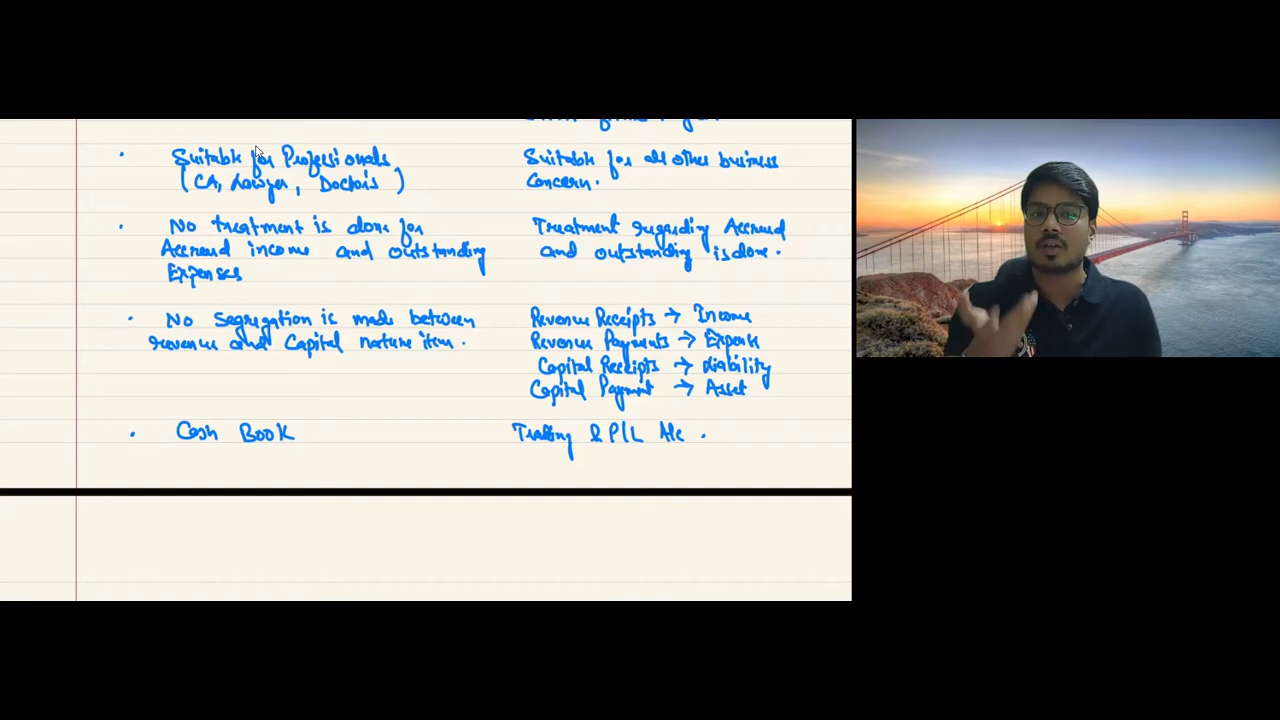 Suitable for Professionals
(CA, Lawyer, Doctors )
No treatment is done for
Accrued income and outstanding
Expenses
No segregation is made between
revenue and Capital nature item.
Cash Book
Suitable for all other business
Concern.
Treatment regarding Accrued
and outstanding is done.
Revenue Receipts → Income
Revenue Payments → Expense
Capital Receipts → Liability
Capital Payment → Asset
Trading & P/L A/c .